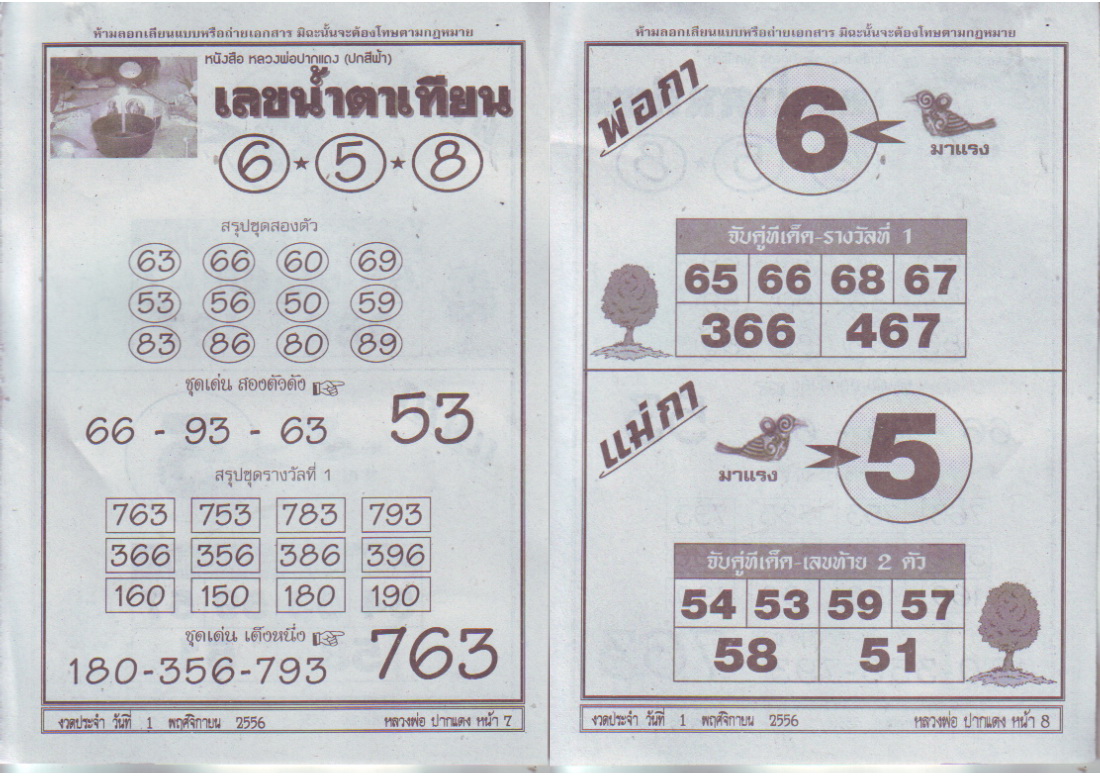 ห้ามลอกเลียนแบบหรือถ่ายเอกสาร มิฉะนั้นจะต้องโทษตามกฎหมาย
หนังสือ หลวงพ่อปากแดง (ปกสีฟ้า)
เลขน้ำตาเทียน
6 ★ 5 ★ 8
สรุปชุดสองตัว
63 66 60 69
53 56 50 59
83 86 80 89
ชุดเด่น สองตัวดัง
66 - 93 - 63
53
สรุปชุดรางวัลที่ 1
763 753 783 793
366 356 386 396
160 150 180 190
ชุดเด่น เต็งหนึ่ง
180-356-793
763
งวดประจำ วันที่ 1 พฤศจิกายน 2556
หลวงพ่อ ปากแดง หน้า 7
ห้ามลอกเลียนแบบหรือถ่ายเอกสาร มิฉะนั้นจะต้องโทษตามกฎหมาย
พ่อกา
6
มาแรง
จับคู่ทีเด็ด-รางวัลที่ 1
65 66 68 67
366 467
แม่กา
มาแรง
5
จับคู่ทีเด็ด-เลขท้าย 2 ตัว
54 53 59 57
58 51
งวดประจำ วันที่ 1 พฤศจิกายน 2556
หลวงพ่อ ปากแดง หน้า 8